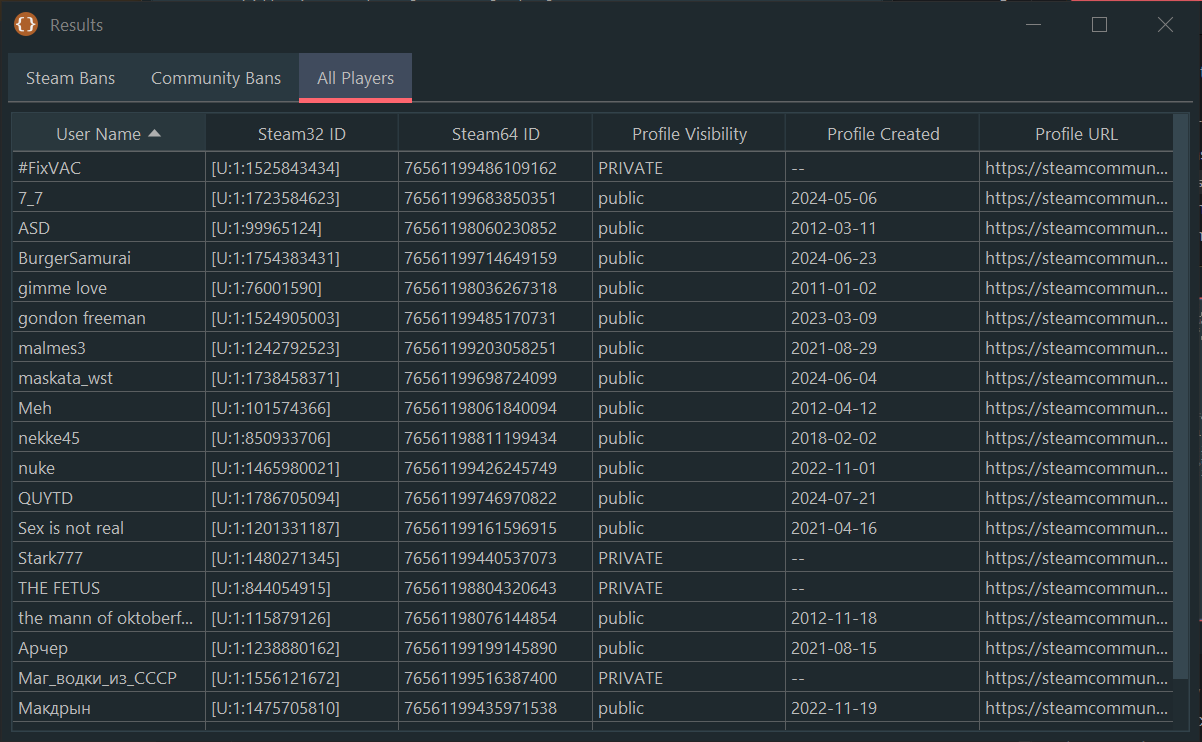 Results
Steam Bans Community Bans All Players
User Name Steam32 ID Steam64 ID Profile Visibility Profile Created Profile URL
#FixVAC [U:1:1525843434] 76561199486109162 PRIVATE -- https://steamcommun...
7_7 [U:1:1723584623] 76561199683850351 public 2024-05-06 https://steamcommun...
ASD [U:1:99965124] 76561198060230852 public 2012-03-11 https://steamcommun...
BurgerSamurai [U:1:1754383431] 76561199714649159 public 2024-06-23 https://steamcommun...
gimme love [U:1:76001590] 76561198036267318 public 2011-01-02 https://steamcommun...
gondon freeman [U:1:1524905003] 76561199485170731 public 2023-03-09 https://steamcommun...
malmes3 [U:1:1242792523] 76561199203058251 public 2021-08-29 https://steamcommun...
maskata_wst [U:1:1738458371] 76561199698724099 public 2024-06-04 https://steamcommun...
Meh [U:1:101574366] 76561198061840094 public 2012-04-12 https://steamcommun...
nekke45 [U:1:850933706] 76561198811199434 public 2018-02-02 https://steamcommun...
nuke [U:1:1465980021] 76561199426245749 public 2022-11-01 https://steamcommun...
QUYTD [U:1:1786705094] 76561199746970822 public 2024-07-21 https://steamcommun...
Sex is not real [U:1:1201331187] 76561199161596915 public 2021-04-16 https://steamcommun...
Stark777 [U:1:1480271345] 76561199440537073 PRIVATE -- https://steamcommun...
THE FETUS [U:1:844054915] 76561198804320643 PRIVATE -- https://steamcommun...
the mann of oktoberf... [U:1:115879126] 76561198076144854 public 2012-11-18 https://steamcommun...
Арчер [U:1:1238880162] 76561199199145890 public 2021-08-15 https://steamcommun...
Маг_водки_из_СССР [U:1:1556121672] 76561199516387400 PRIVATE -- https://steamcommun...
Макдрын [U:1:1475705810] 76561199435971538 public 2022-11-19 https://steamcommun...